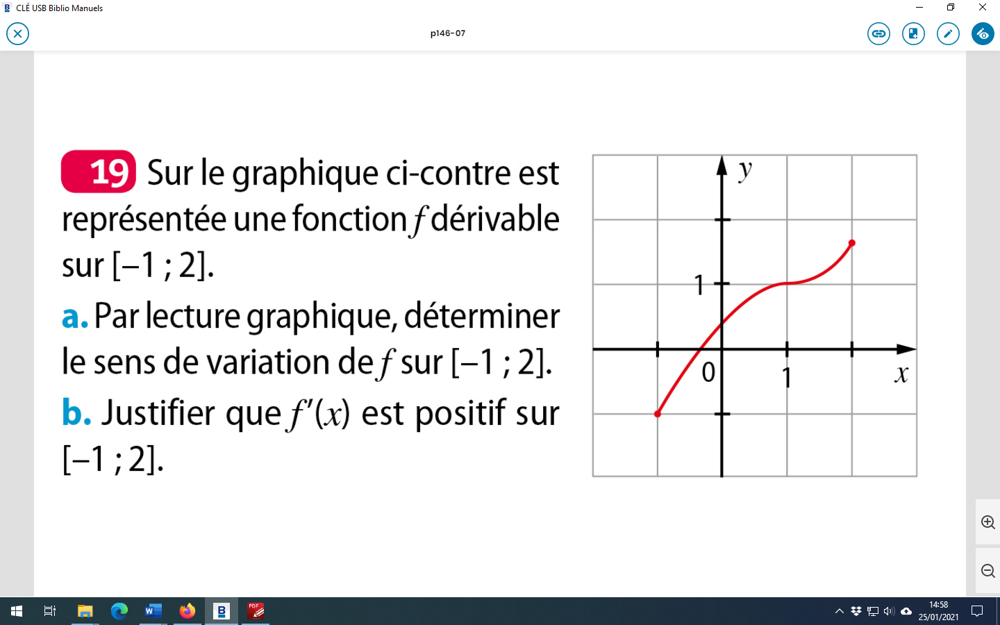 CLÉ USB Biblio Manuels
p146-07
19 Sur le graphique ci-contre est
représentée une fonction f dérivable
sur [–1 ; 2].
a. Par lecture graphique, déterminer
le sens de variation de f sur [–1 ; 2].
b. Justifier que f′(x) est positif sur
[–1 ; 2].
y
1
0
1
x
W
B
PDF
14:58
25/01/2021